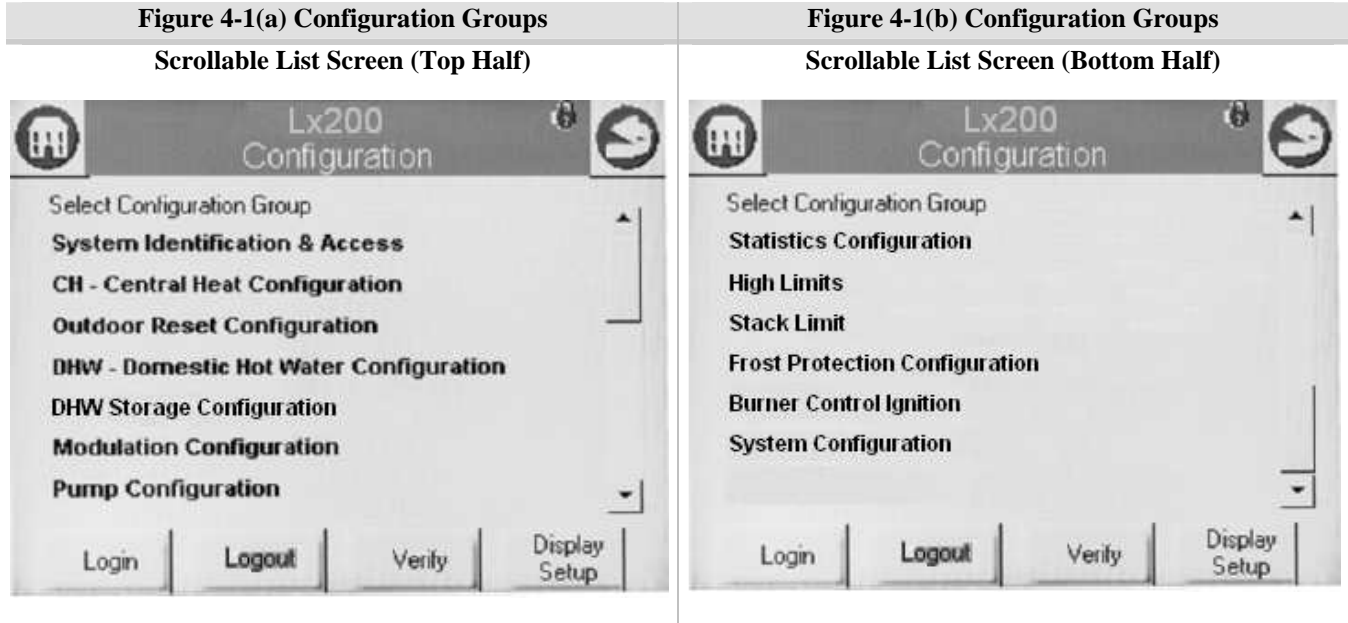 Figure 4-1(a) Configuration Groups
Scrollable List Screen (Top Half)
Lx200
Configuration
Select Configuration Group
System Identification & Access
CH - Central Heat Configuration
Outdoor Reset Configuration
DHW - Domestic Hot Water Configuration
DHW Storage Configuration
Modulation Configuration
Pump Configuration
Login
Logout
Verify
Display
Setup
Figure 4-1(b) Configuration Groups
Scrollable List Screen (Bottom Half)
Lx200
Configuration
Select Configuration Group
Statistics Configuration
High Limits
Stack Limit
Frost Protection Configuration
Burner Control Ignition
System Configuration
Login
Logout
Verify
Display
Setup